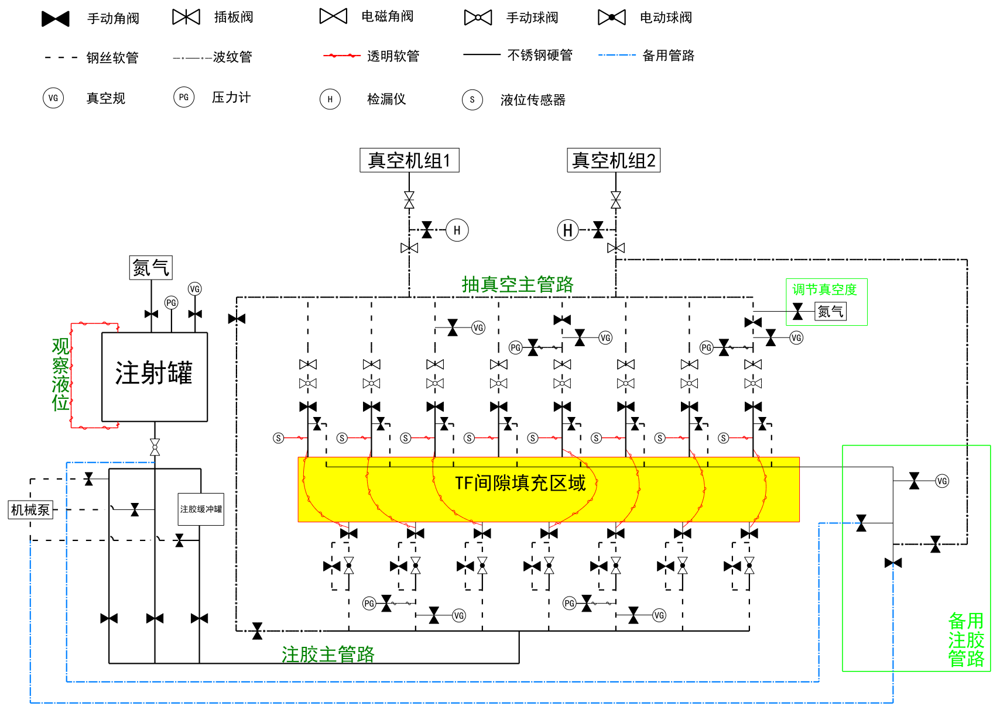 手动角阀
插板阀
电磁角阀
手动球阀
电动球阀
钢丝软管
波纹管
透明软管
不锈钢硬管
备用管路
VG
真空规
PG
压力计
H
检漏仪
S
液位传感器
真空机组1
真空机组2
H
H
氮气
VG
PG
抽真空主管路
调节真空度
氮气
VG
VG
VG
PG
PG
观
察
液
位
注射罐
S
S
S
S
S
S
S
S
TF间隙填充区域
VG
机械泵
注胶缓冲罐
PG
PG
VG
VG
注胶主管路
备用
注胶
管路